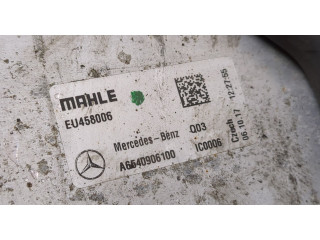 MAHLE
EU458006
Mercedes-Benz Q03
A6540906100 IC0006
Czech 12:27:55
06.10.17